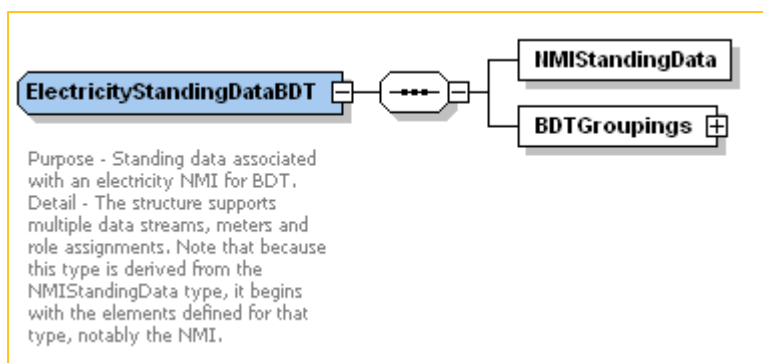 NMIStandingData
ElectricityStandingDataBDT
BDTGroupings
Purpose - Standing data associated
with an electricity NMI for BDT.
Detail - The structure supports
multiple data streams, meters and
role assignments. Note that because
this type is derived from the
NMIStandingData type, it begins
with the elements defined for that
type, notably the NMI.